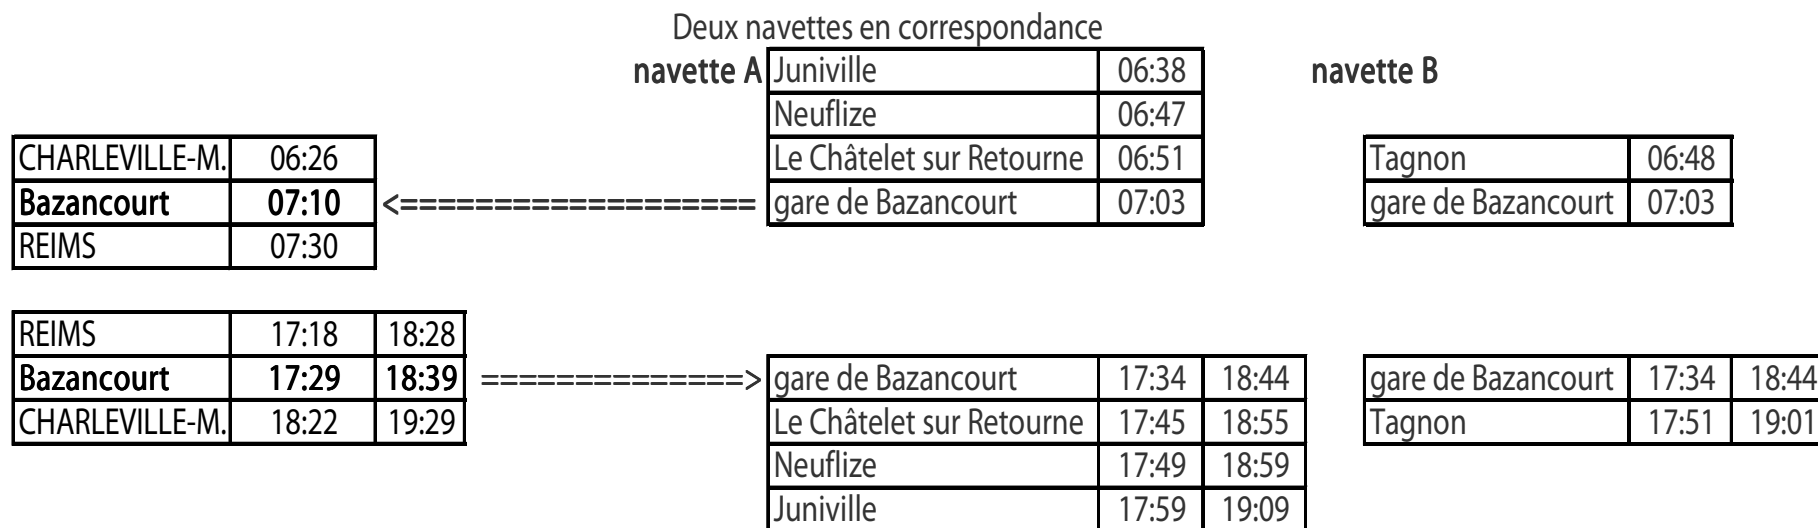 Deux navettes en correspondance
navette A Juniville 06:38 navette B
Neuflize 06:47
CHARLEVILLE-M. 06:26 Le Châtelet sur Retourne 06:51 Tagnon 06:48
Bazancourt 07:10 <=================== gare de Bazancourt 07:03 gare de Bazancourt 07:03
REIMS 07:30
REIMS 17:18 18:28
Bazancourt 17:29 18:39 ==============> gare de Bazancourt 17:34 18:44 gare de Bazancourt 17:34 18:44
CHARLEVILLE-M. 18:22 19:29 Le Châtelet sur Retourne 17:45 18:55 Tagnon 17:51 19:01
Neuflize 17:49 18:59
Juniville 17:59 19:09